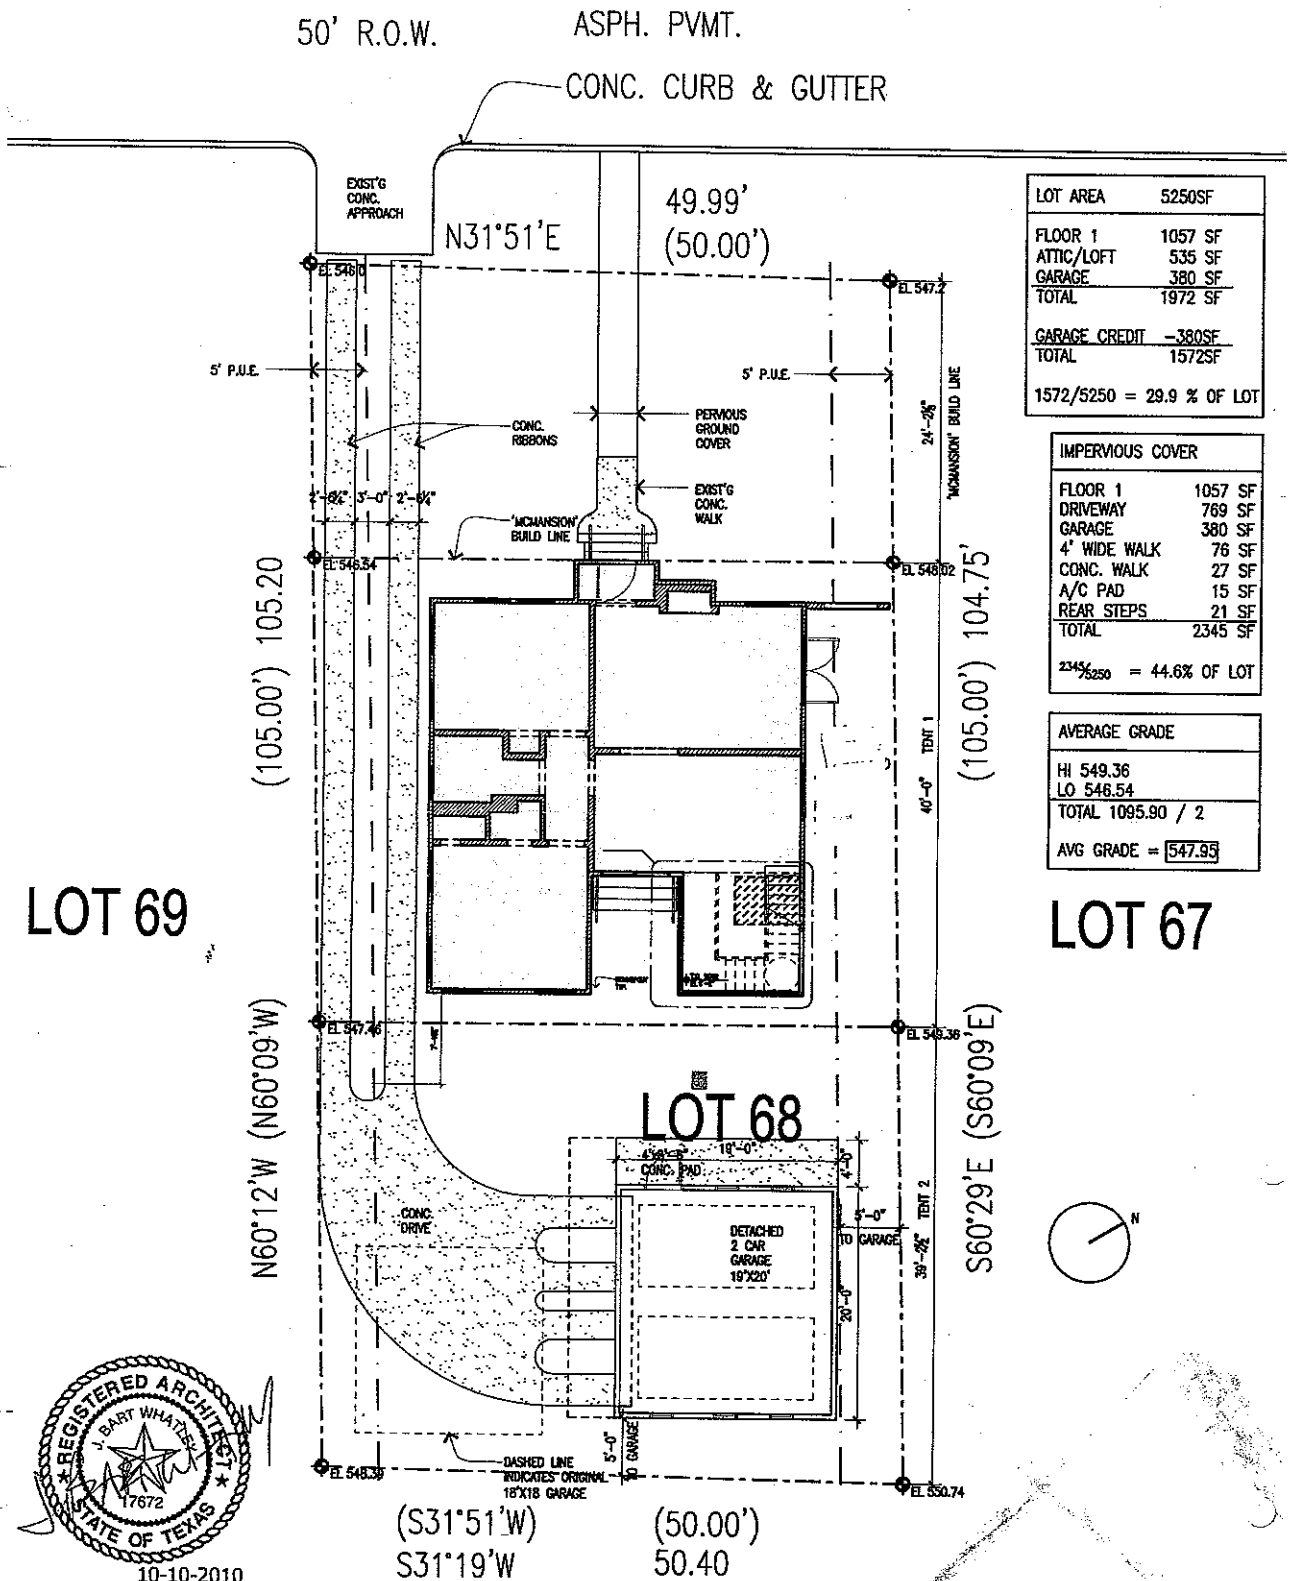 50' R.O.W.
ASPH. PVMT.
CONC. CURB & GUTTER
EXIST'G
CONC.
APPROACH
N31°51'E
49.99'
(50.00')
EL 546.0
EL 547.2
5' P.U.E.
5' P.U.E.
CONC.
RIBBONS
PERVIOUS
GROUND
COVER
EXIST'G
CONC.
WALK
24'-2⅝"
'MCMANSION' BUILD LINE
3'-0"
'MCMANSION'
BUILD LINE
EL 546.54
EL 548.02
(105.00') 105.20
(105.00') 104.75'
40'-0" TENT 1
LOT AREA 5250SF
FLOOR 1 1057 SF
ATTIC/LOFT 535 SF
GARAGE 380 SF
TOTAL 1972 SF
GARAGE CREDIT -380SF
TOTAL 1572SF
1572/5250 = 29.9 % OF LOT
IMPERVIOUS COVER
FLOOR 1 1057 SF
DRIVEWAY 769 SF
GARAGE 380 SF
4' WIDE WALK 76 SF
CONC. WALK 27 SF
A/C PAD 15 SF
REAR STEPS 21 SF
TOTAL 2345 SF
2345/5250 = 44.6% OF LOT
AVERAGE GRADE
HI 549.36
LO 546.54
TOTAL 1095.90 / 2
AVG GRADE = 547.95
LOT 69
LOT 67
EL 547.46
EL 549.36
N60°12'W (N60°09'W)
S60°29'E (S60°09'E)
LOT 68
19'-0"
CONC. PAD
4'-0"
CONC.
DRIVE
DETACHED
2 CAR
GARAGE
19'X20'
5'-0"
TO GARAGE
20'-0"
TENT 2
N
5'-0"
TO GARAGE
DASHED LINE
INDICATES ORIGINAL
18'X18 GARAGE
EL 548.39
EL 550.74
(S31°51'W)
(50.00')
S31°19'W
50.40
REGISTERED ARCHITECT
J. BART WHATLEY
17672
STATE OF TEXAS
10-10-2010